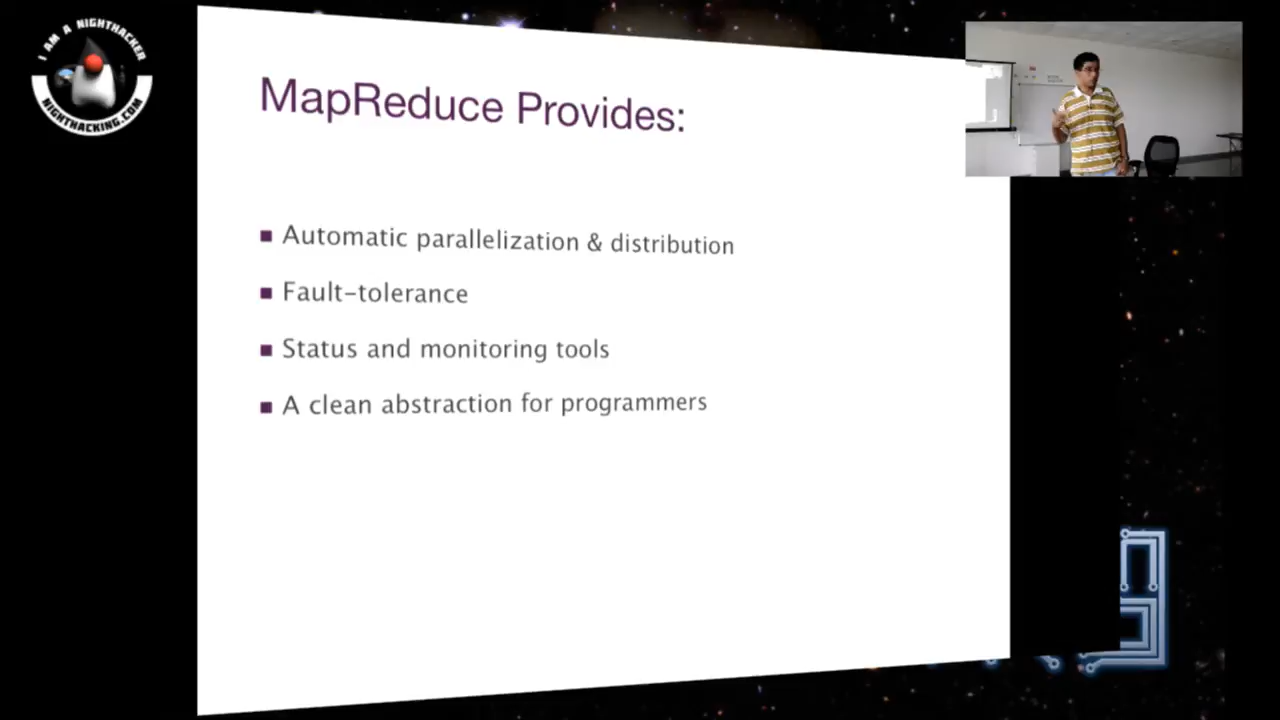 I AM A NIGHTHACKER
NIGHTHACKING.COM
MapReduce Provides:
Automatic parallelization & distribution
Fault-tolerance
Status and monitoring tools
A clean abstraction for programmers
g